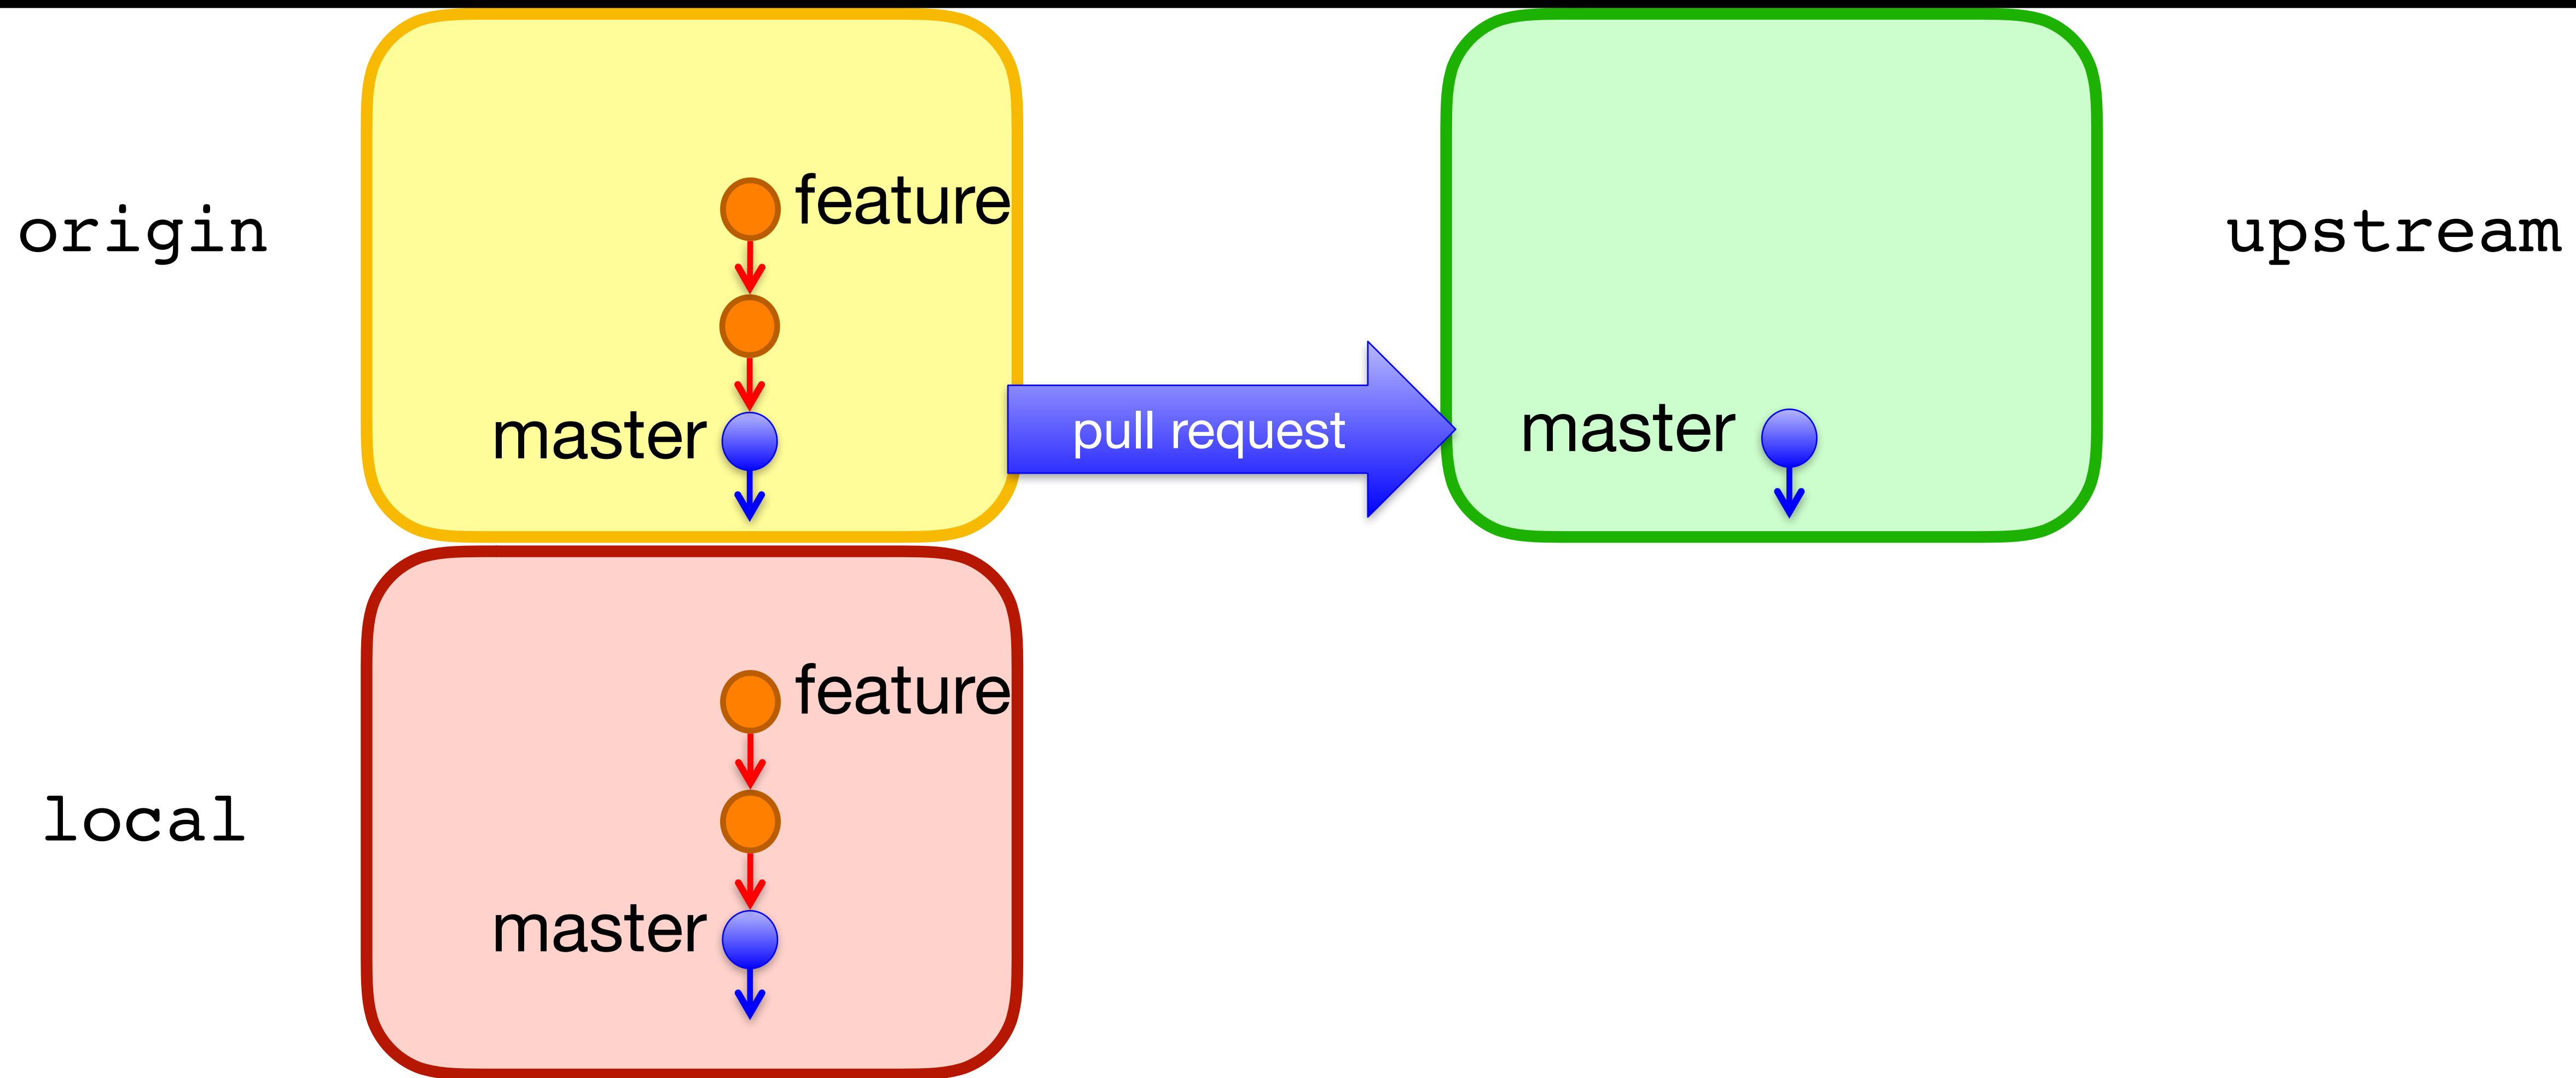 origin
feature
master
pull request
master
upstream
local
feature
master